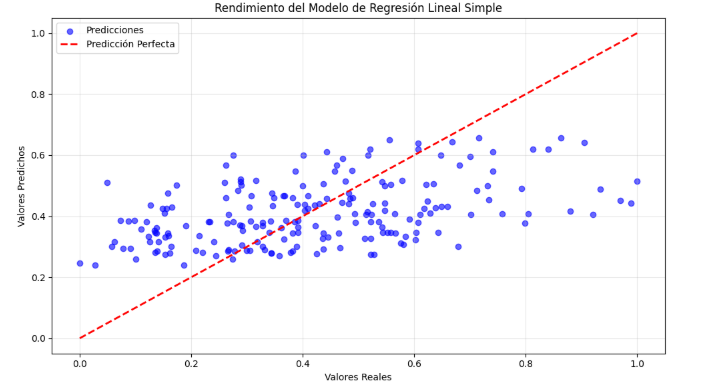 Rendimiento del Modelo de Regresión Lineal Simple
Predicciones
Predicción Perfecta
Valores Predichos
1.0
0.8
0.6
0.4
0.2
0.0
0.0 0.2 0.4 0.6 0.8 1.0
Valores Reales